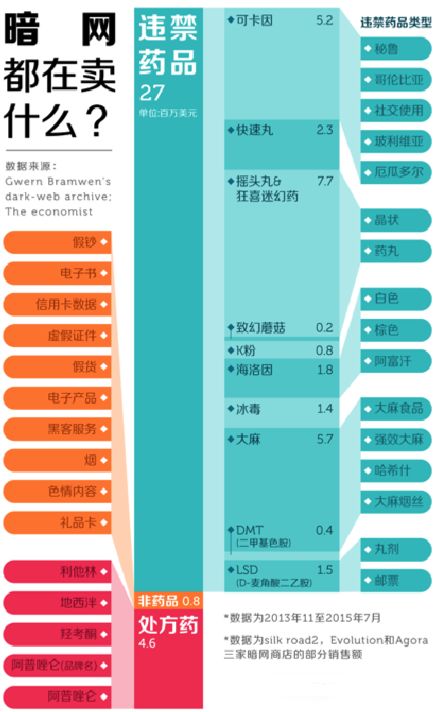 暗网
都在卖
什么？
数据来源：
Gwern Bramwen's
dark-web archive;
The economist
假钞
电子书
信用卡数据
虚假证件
假货
电子产品
黑客服务
烟
色情内容
礼品卡
利他林
地西泮
羟考酮
阿普唑仑(品牌名)
阿普唑仑
违禁
药品
27
单位:百万美元
非药品 0.8
处方药
4.6
可卡因 5.2
快速丸 2.3
摇头丸&
狂喜迷幻药 7.7
致幻蘑菇 0.2
K粉 0.8
海洛因 1.8
冰毒 1.4
大麻 5.7
DMT 0.4
(二甲基色胺)
LSD 1.5
(D-麦角酸二乙胺)
违禁药品类型
秘鲁
哥伦比亚
社交使用
玻利维亚
厄瓜多尔
晶状
药丸
白色
棕色
阿富汗
大麻食品
强效大麻
哈希什
大麻烟丝
丸剂
邮票
*数据为2013年11至2015年7月
*数据为silk road2，Evolution和Agora
三家暗网商店的部分销售额